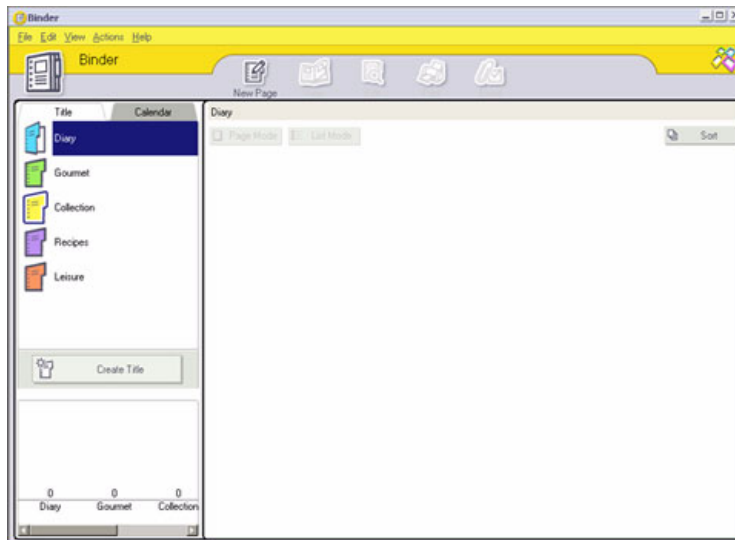 Binder
File Edit View Actions Help
Binder
New Page
Title Calendar
Diary
Gourmet
Collection
Recipes
Leisure
Create Title
0 0 0
Diary Gourmet Collection
Diary
Page Mode List Mode
Sort